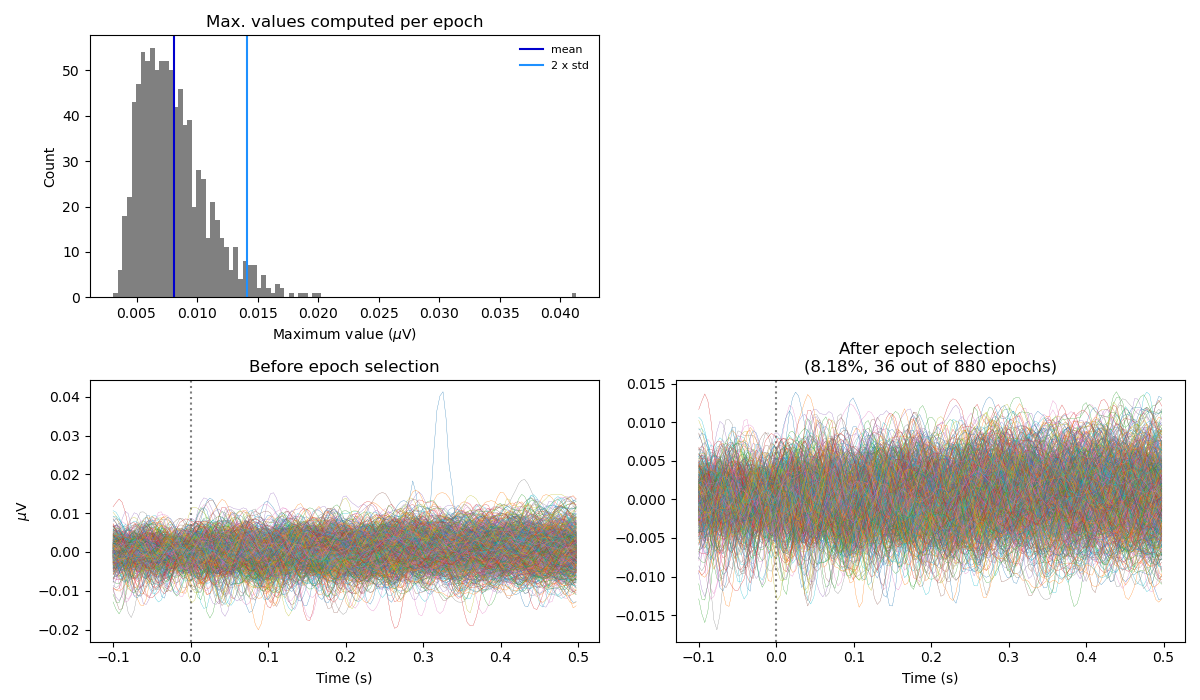 Max. values computed per epoch
mean
2 x std
50
40
30
20
10
0
Count
0.005 0.010 0.015 0.020 0.025 0.030 0.035 0.040
Maximum value (μV)
Before epoch selection
0.04
0.03
0.02
0.01
0.00
−0.01
−0.02
μV
−0.1 0.0 0.1 0.2 0.3 0.4 0.5
Time (s)
After epoch selection
(8.18%, 36 out of 880 epochs)
0.015
0.010
0.005
0.000
−0.005
−0.010
−0.015
−0.1 0.0 0.1 0.2 0.3 0.4 0.5
Time (s)